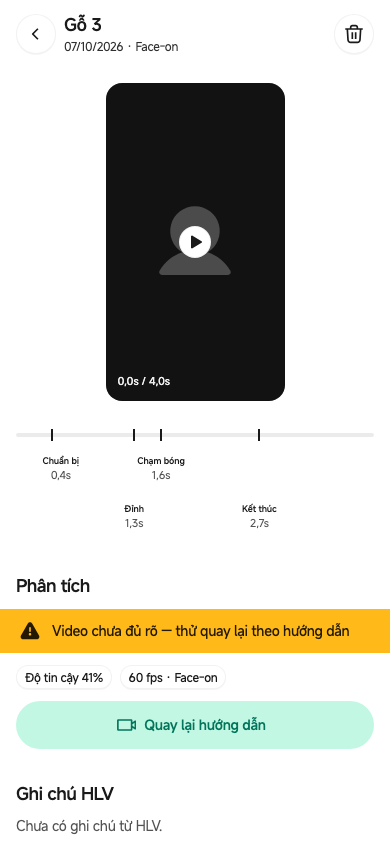 Gỗ 3
07/10/2026 · Face-on
0,0s / 4,0s
Chuẩn bị
0,4s
Chạm bóng
1,6s
Đỉnh
1,3s
Kết thúc
2,7s
Phân tích
Video chưa đủ rõ — thử quay lại theo hướng dẫn
Độ tin cậy 41%
60 fps · Face-on
Quay lại hướng dẫn
Ghi chú HLV
Chưa có ghi chú từ HLV.